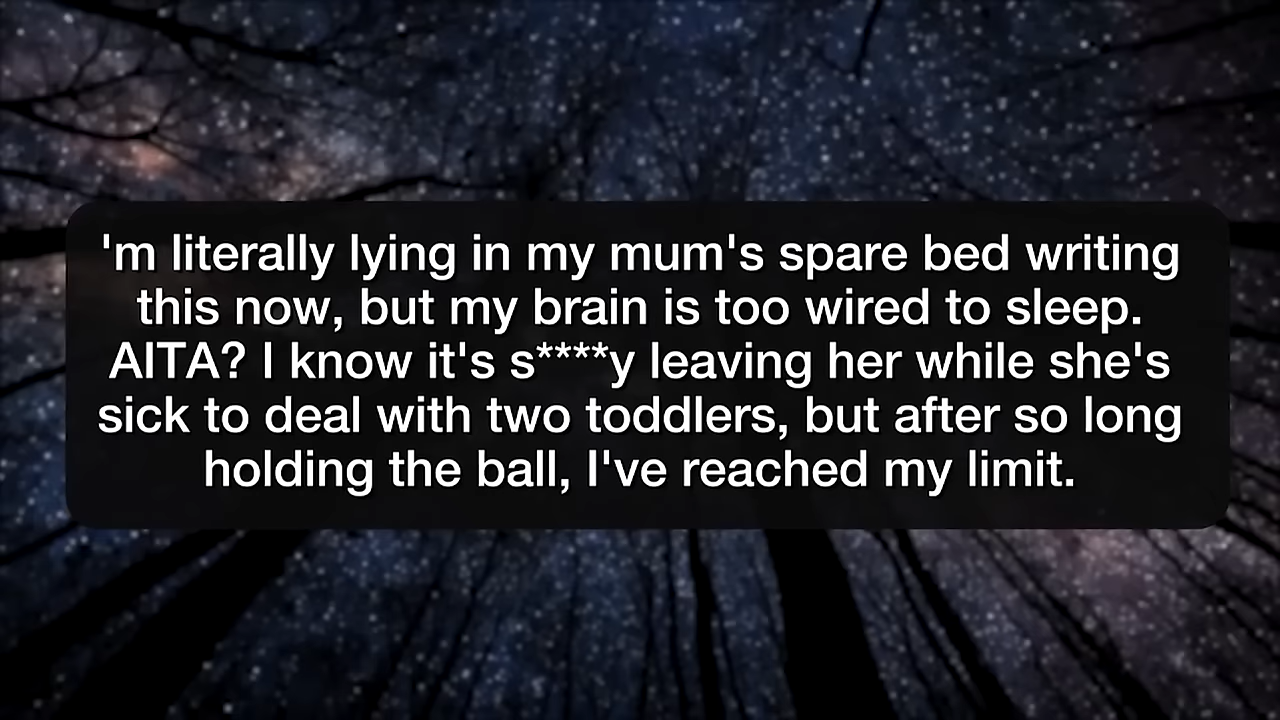 'm literally lying in my mum's spare bed writing
this now, but my brain is too wired to sleep.
AITA? I know it's s****y leaving her while she's
sick to deal with two toddlers, but after so long
holding the ball, I've reached my limit.